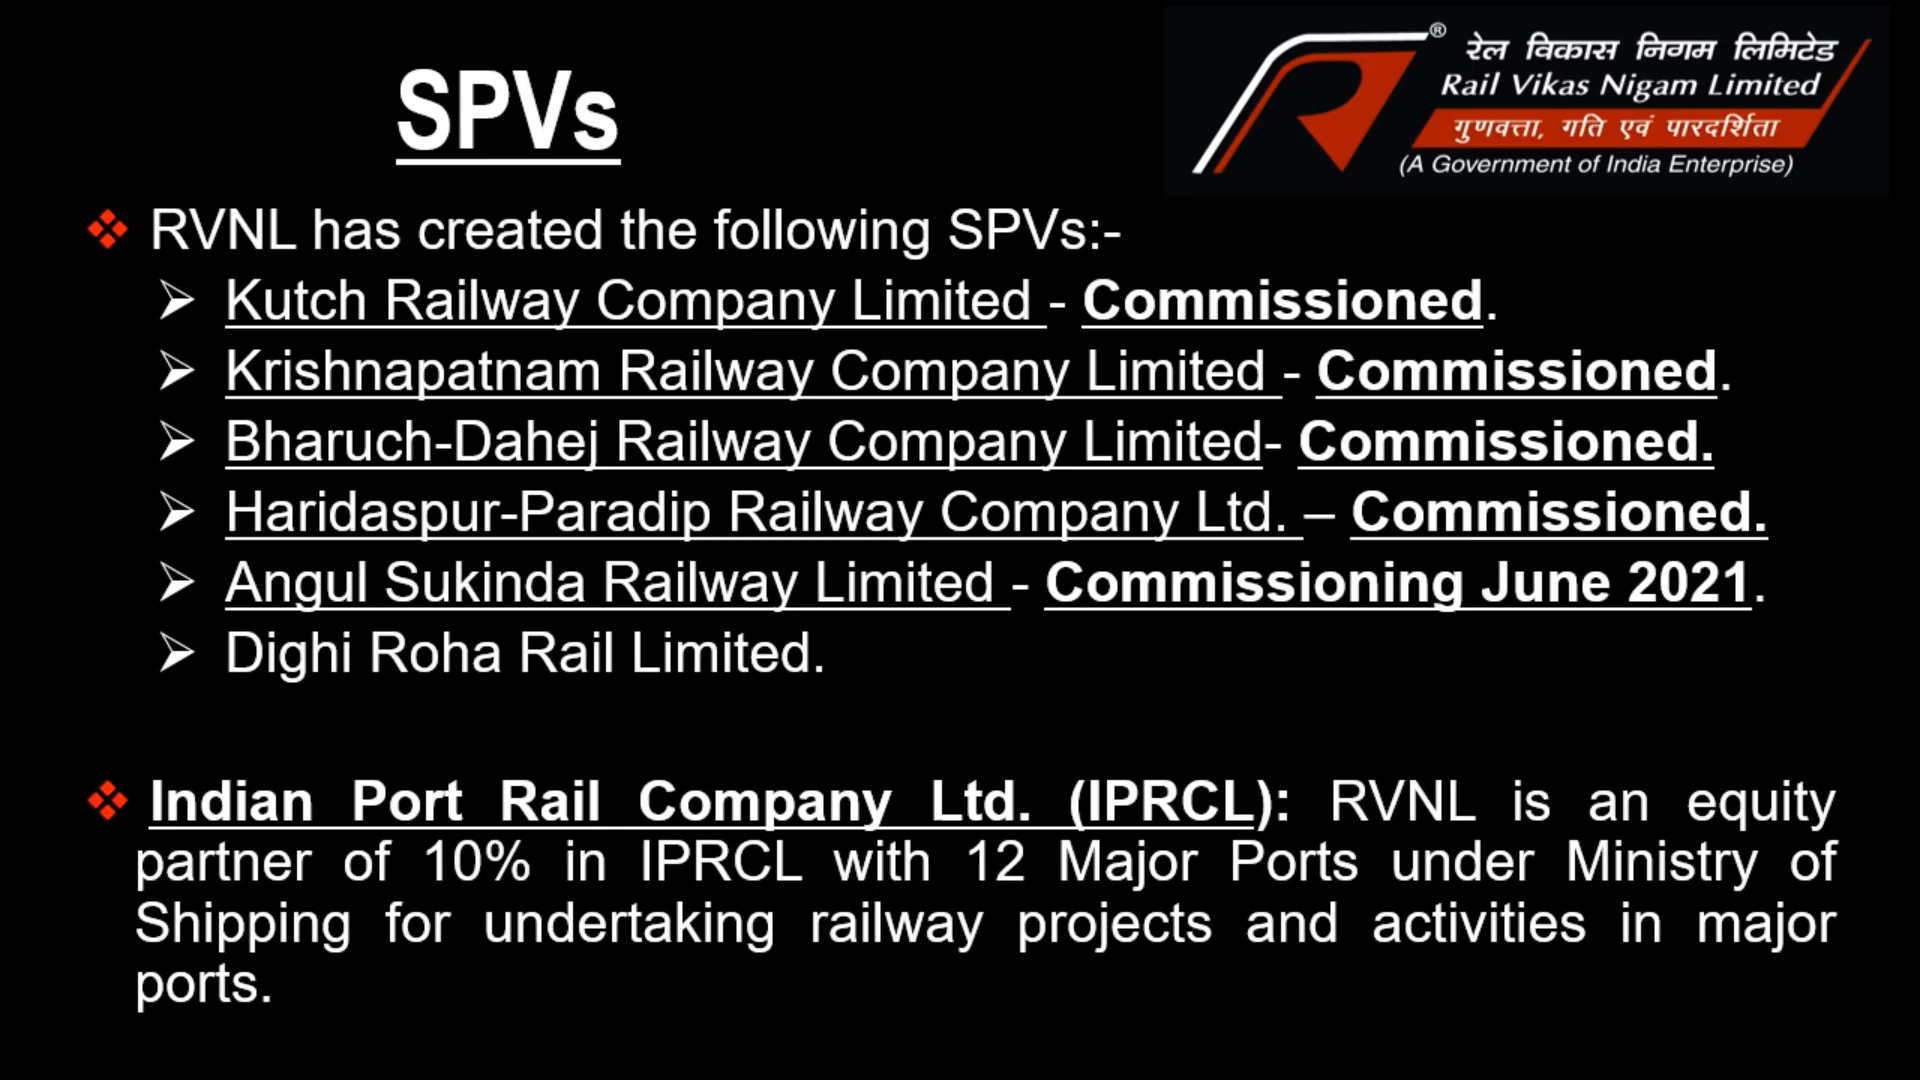 SPVs
®
रेल विकास निगम लिमिटेड
Rail Vikas Nigam Limited
गुणवत्ता, गति एवं पारदर्शिता
(A Government of India Enterprise)
RVNL has created the following SPVs:-
Kutch Railway Company Limited - Commissioned.
Krishnapatnam Railway Company Limited - Commissioned.
Bharuch-Dahej Railway Company Limited- Commissioned.
Haridaspur-Paradip Railway Company Ltd. – Commissioned.
Angul Sukinda Railway Limited - Commissioning June 2021.
Dighi Roha Rail Limited.
Indian Port Rail Company Ltd. (IPRCL): RVNL is an equity
partner of 10% in IPRCL with 12 Major Ports under Ministry of
Shipping for undertaking railway projects and activities in major
ports.